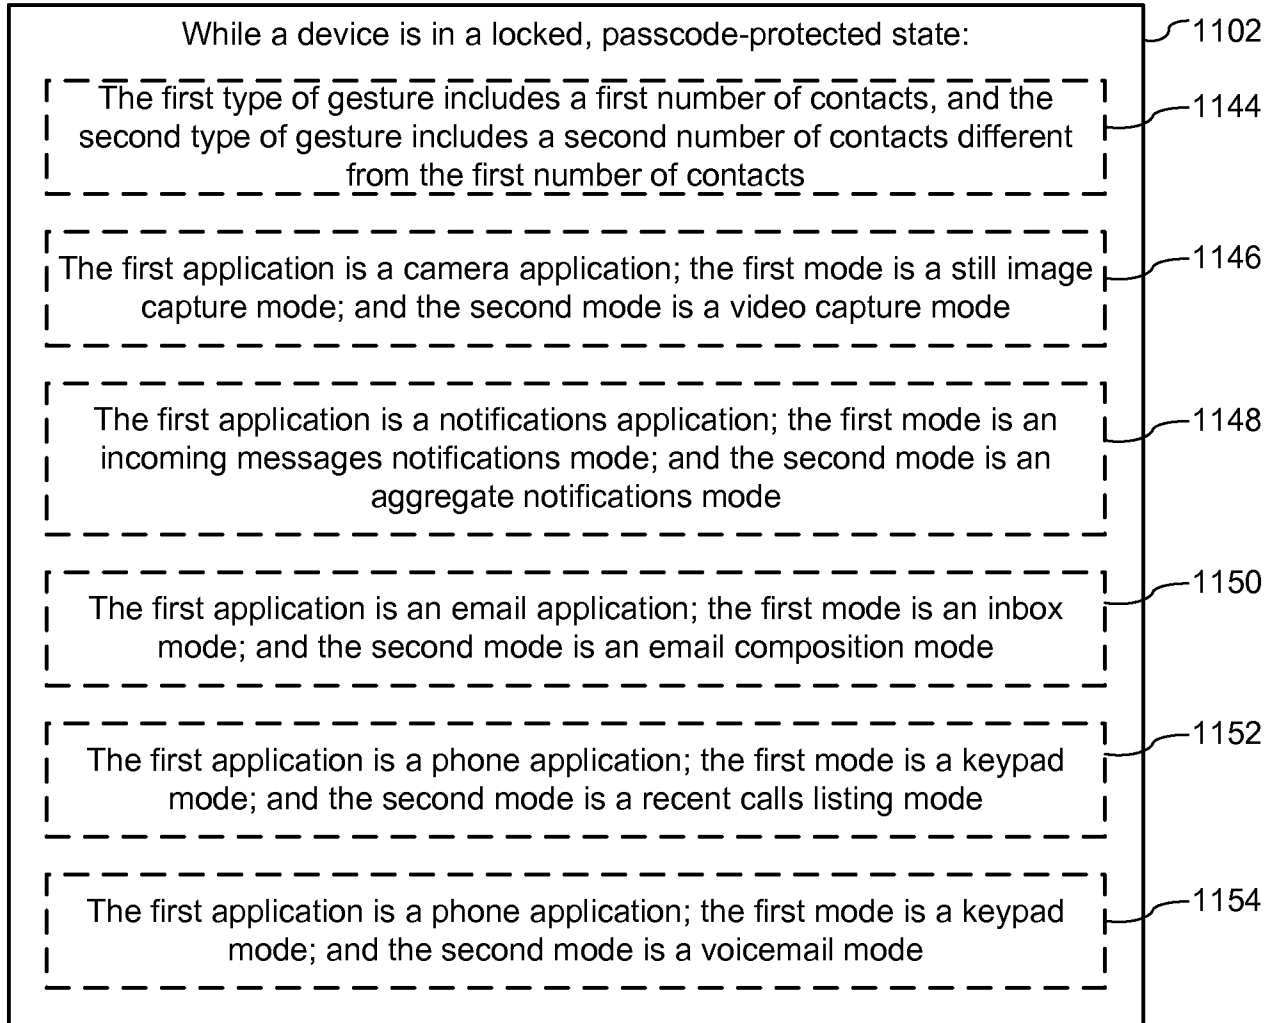 While a device is in a locked, passcode-protected state:
1102
The first type of gesture includes a first number of contacts, and the
second type of gesture includes a second number of contacts different
from the first number of contacts
1144
The first application is a camera application; the first mode is a still image
capture mode; and the second mode is a video capture mode
1146
The first application is a notifications application; the first mode is an
incoming messages notifications mode; and the second mode is an
aggregate notifications mode
1148
The first application is an email application; the first mode is an inbox
mode; and the second mode is an email composition mode
1150
The first application is a phone application; the first mode is a keypad
mode; and the second mode is a recent calls listing mode
1152
The first application is a phone application; the first mode is a keypad
mode; and the second mode is a voicemail mode
1154